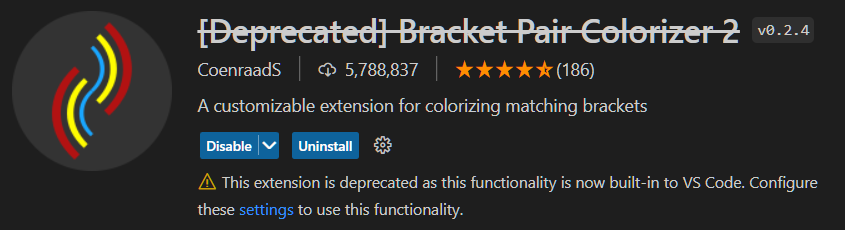 [Deprecated] Bracket Pair Colorizer 2 v0.2.4
CoenraadS 5,788,837 (186)
A customizable extension for colorizing matching brackets
Disable Uninstall
This extension is deprecated as this functionality is now built-in to VS Code. Configure
these settings to use this functionality.